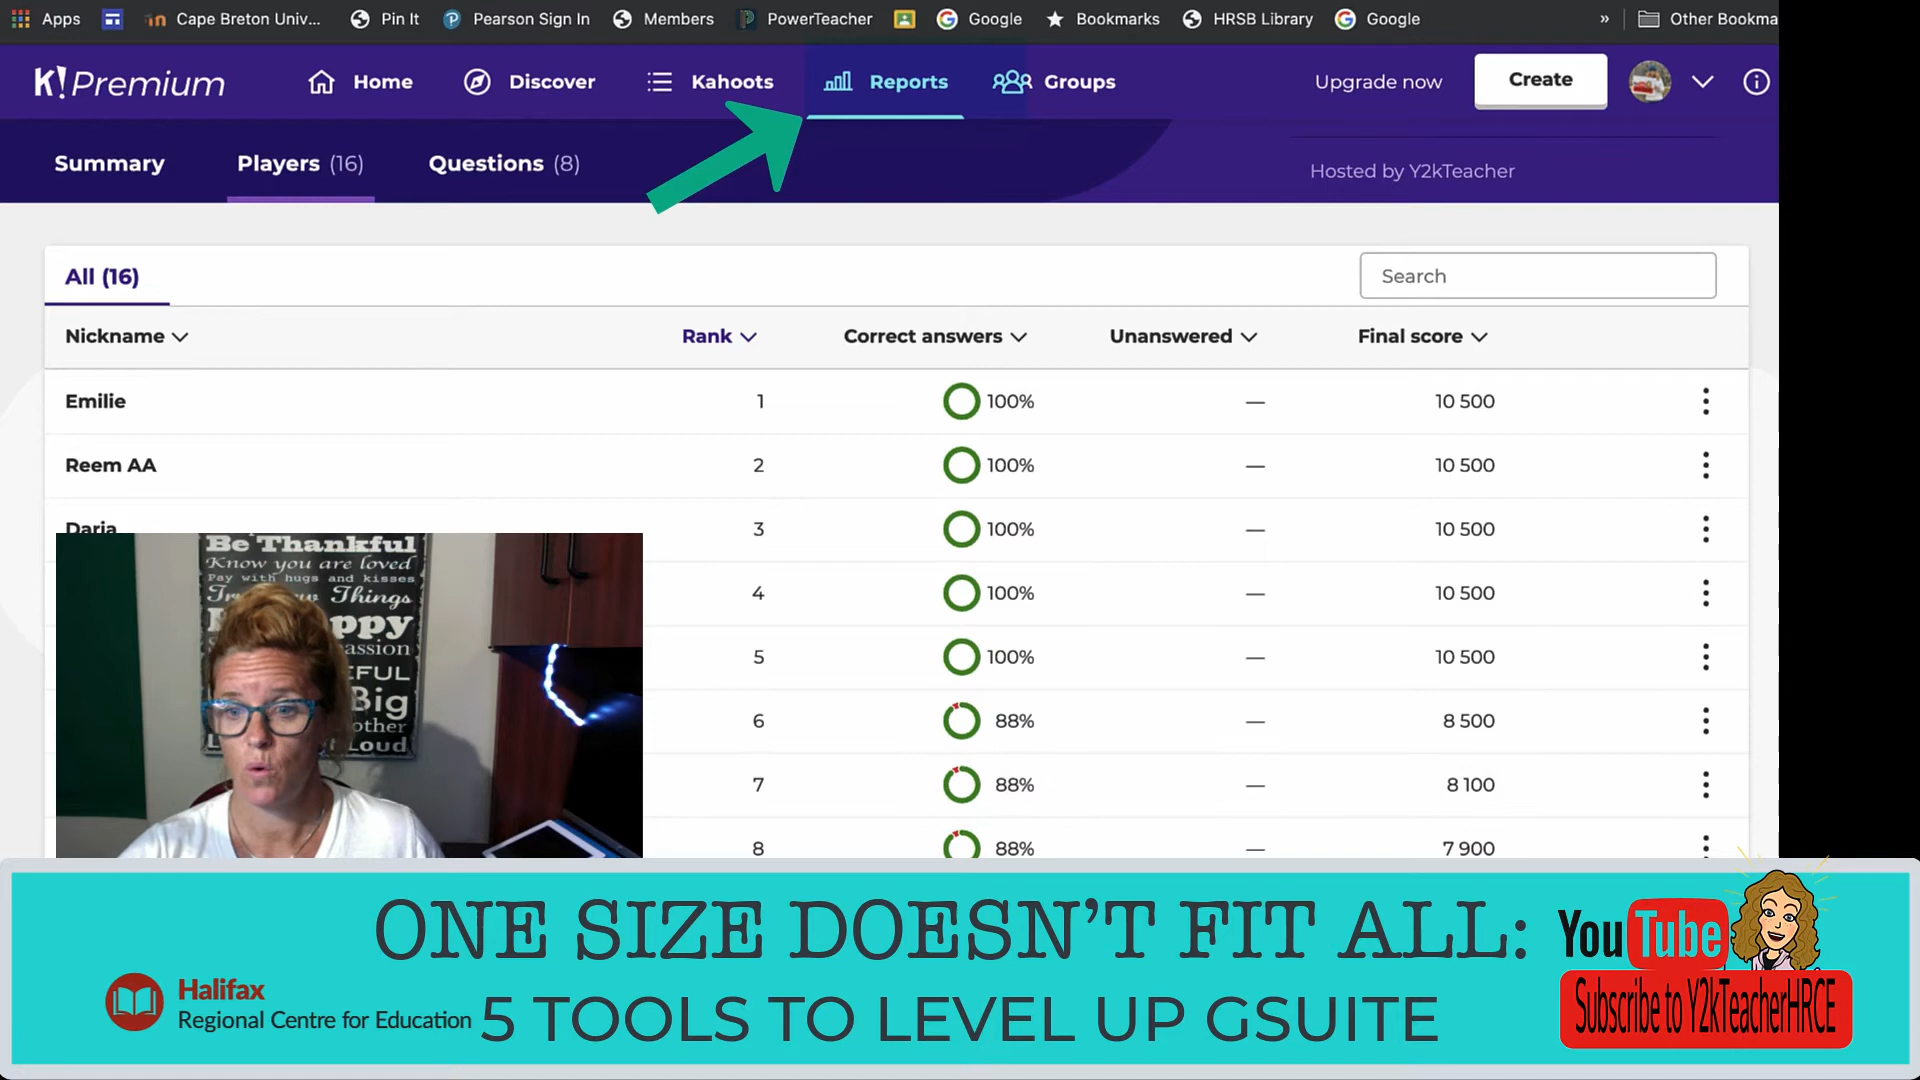 Apps Cape Breton Univ... Pin It Pearson Sign In Members PowerTeacher Google Bookmarks HRSB Library Google » Other Bookma
K! Premium Home Discover Kahoots Reports Groups Upgrade now Create
Summary Players (16) Questions (8) Hosted by Y2kTeacher
All (16) Search
Nickname Rank Correct answers Unanswered Final score
Emilie 1 100% — 10 500
Reem AA 2 100% — 10 500
Daria 3 100% — 10 500
4 100% — 10 500
5 100% — 10 500
6 88% — 8 500
7 88% — 8 100
8 88% — 7 900
Be Thankful
Know you are loved
Pay with hugs and kisses
Things
ppy
assion
FUL
Big
other
Loud
ONE SIZE DOESN'T FIT ALL:
5 TOOLS TO LEVEL UP GSUITE
Halifax
Regional Centre for Education
YouTube
Subscribe to Y2kTeacherHRCE